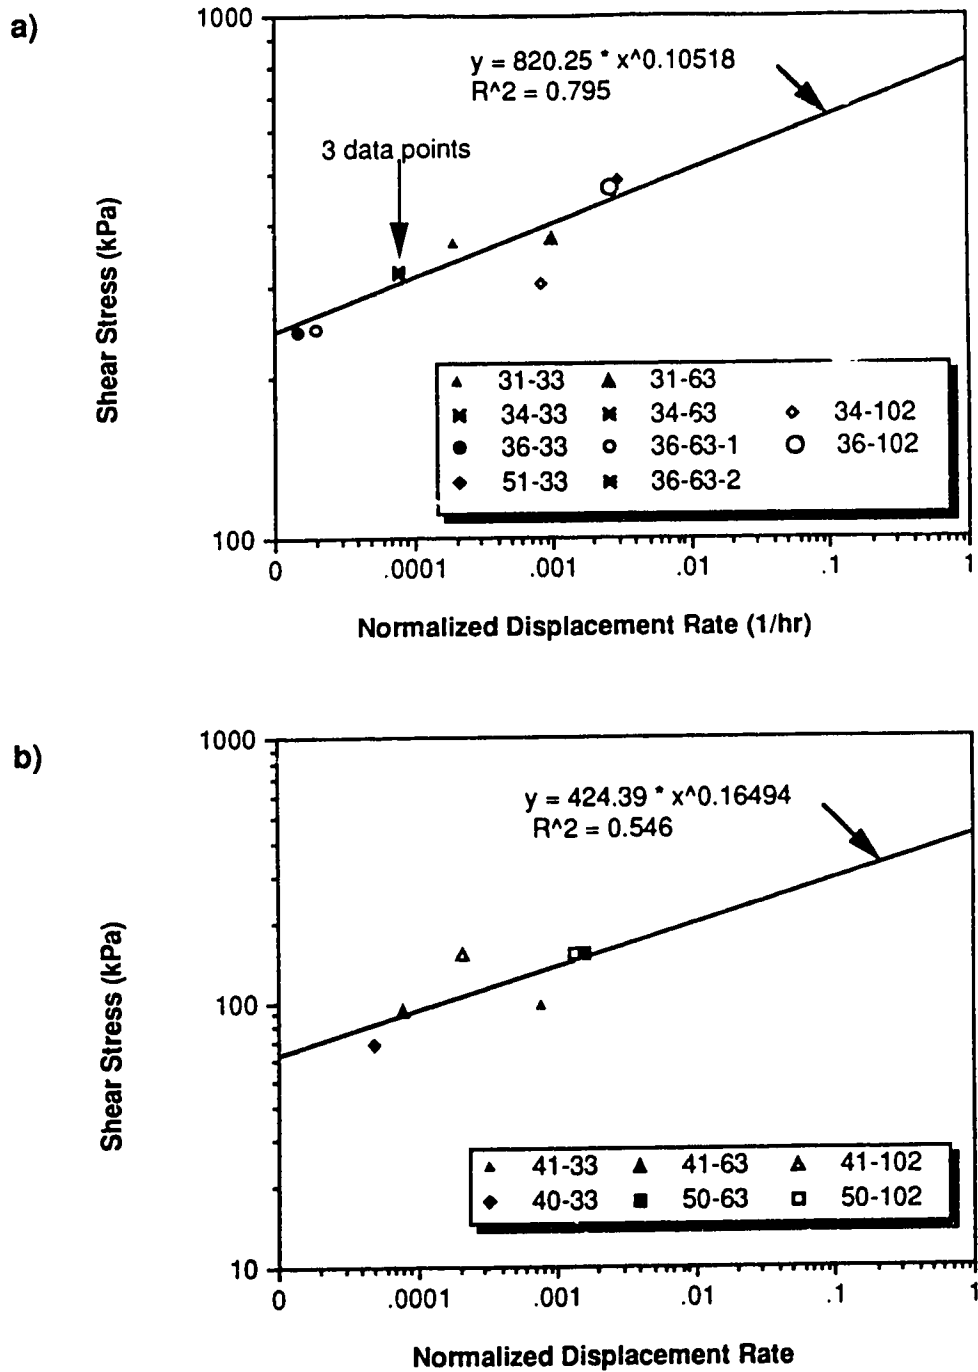 a)
1000
y = 820.25 * x^0.10518
R^2 = 0.795
3 data points
Shear Stress (kPa)
31-33 31-63
34-33 34-63 34-102
36-33 36-63-1 36-102
51-33 36-63-2
100
0 .0001 .001 .01 .1 1
Normalized Displacement Rate (1/hr)
b)
1000
y = 424.39 * x^0.16494
R^2 = 0.546
Shear Stress (kPa)
100
41-33 41-63 41-102
40-33 50-63 50-102
10
0 .0001 .001 .01 .1 1
Normalized Displacement Rate